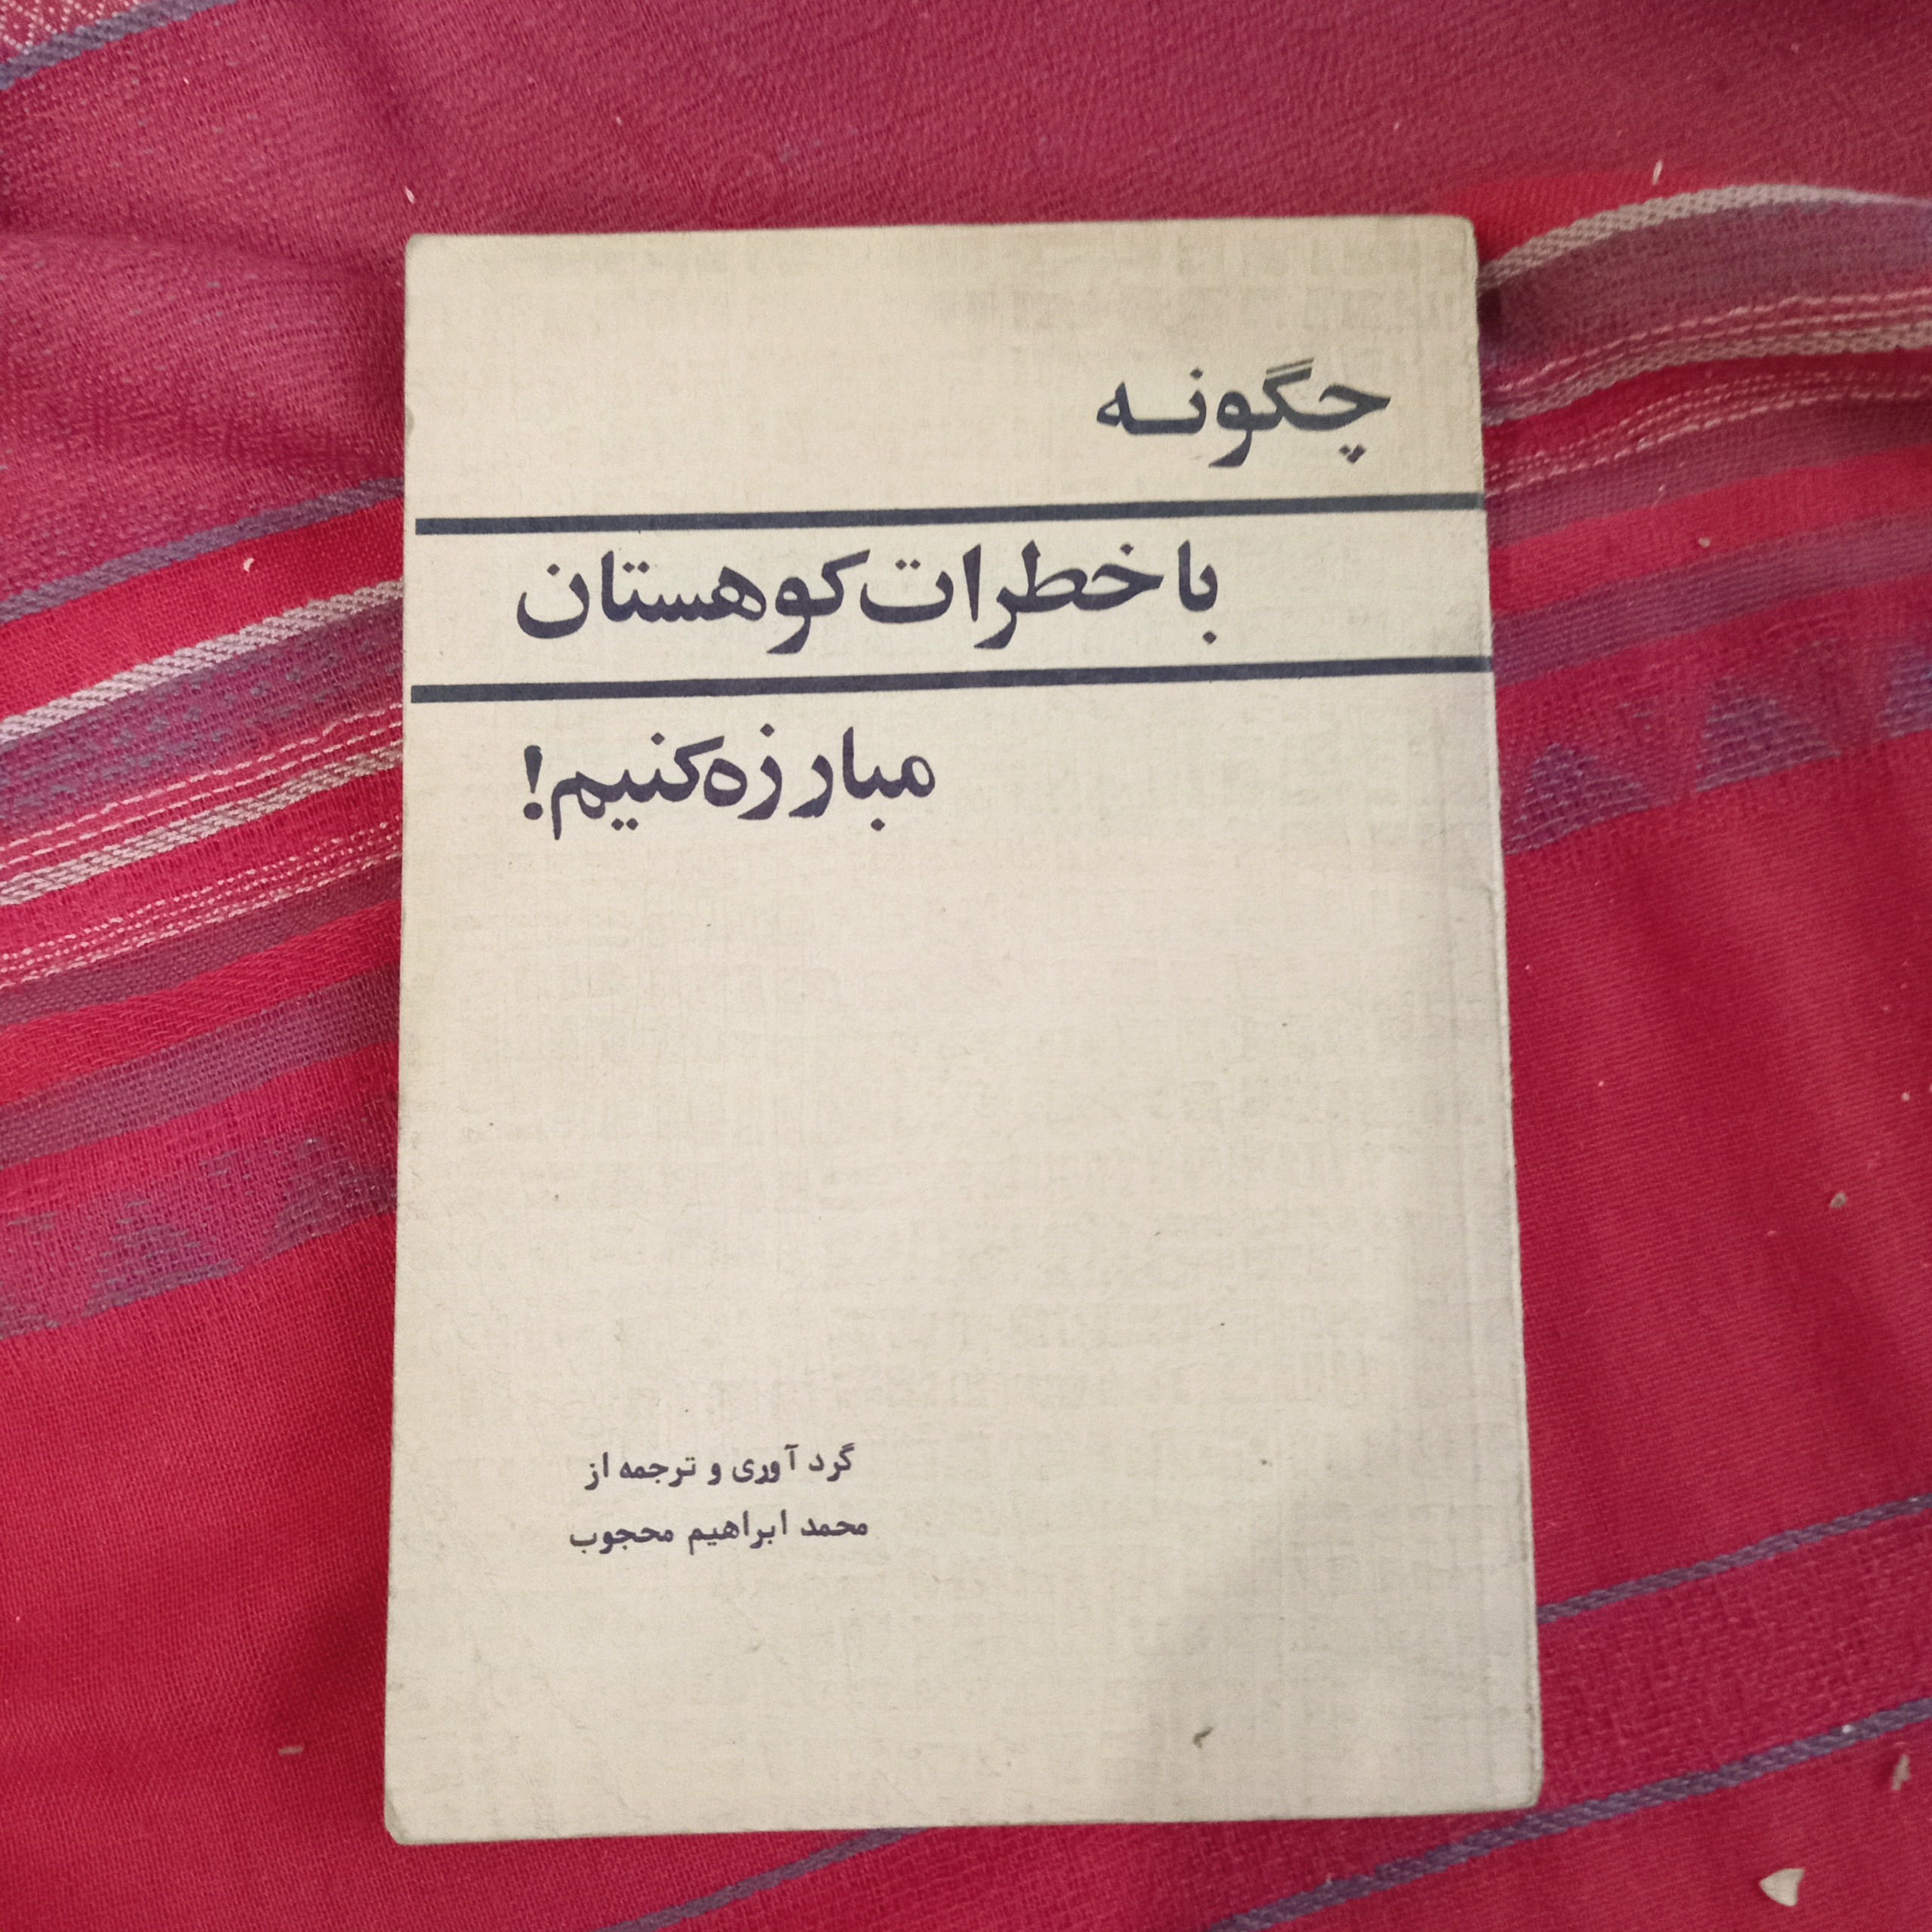 چگونه
با خطرات کوهستان
مبارزه کنیم!
گرد آوری و ترجمه از
محمد ابراهیم محجوب